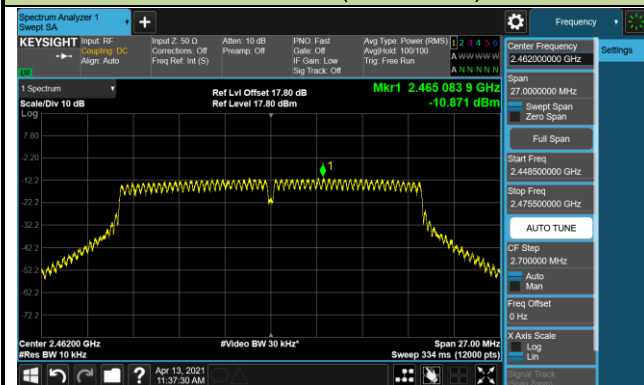 Spectrum Analyzer 1
Swept SA
Frequency
KEYSIGHT
Input: RF
Coupling: DC
Align: Auto
Input Z: 50 Ω
Corrections: Off
Freq Ref: Int (S)
Atten: 10 dB
Preamp: Off
PNO: Fast
Gate: Off
IF Gain: Low
Sig Track: Off
Avg Type: Power (RMS)
Avg|Hold: 100/100
Trig: Free Run
1 2 3 4 5 6
A W W W W W
A N N N N N
1 Spectrum
Scale/Div 10 dB
Log
Ref Lvl Offset 17.80 dB
Ref Level 17.80 dBm
Mkr1 2.465 083 9 GHz
-10.871 dBm
7.80
-2.20
-12.2
-22.2
-32.2
-42.2
-52.2
-62.2
-72.2
1
Center 2.46200 GHz
#Res BW 10 kHz
#Video BW 30 kHz*
Span 27.00 MHz
Sweep 334 ms (12000 pts)
Center Frequency
2.462000000 GHz
Settings
Span
27.0000000 MHz
Swept Span
Zero Span
Full Span
Start Freq
2.448500000 GHz
Stop Freq
2.475500000 GHz
AUTO TUNE
CF Step
2.700000 MHz
Auto
Man
Freq Offset
0 Hz
X Axis Scale
Log
Lin
Signal Track
Apr 13, 2021
11:37:30 AM